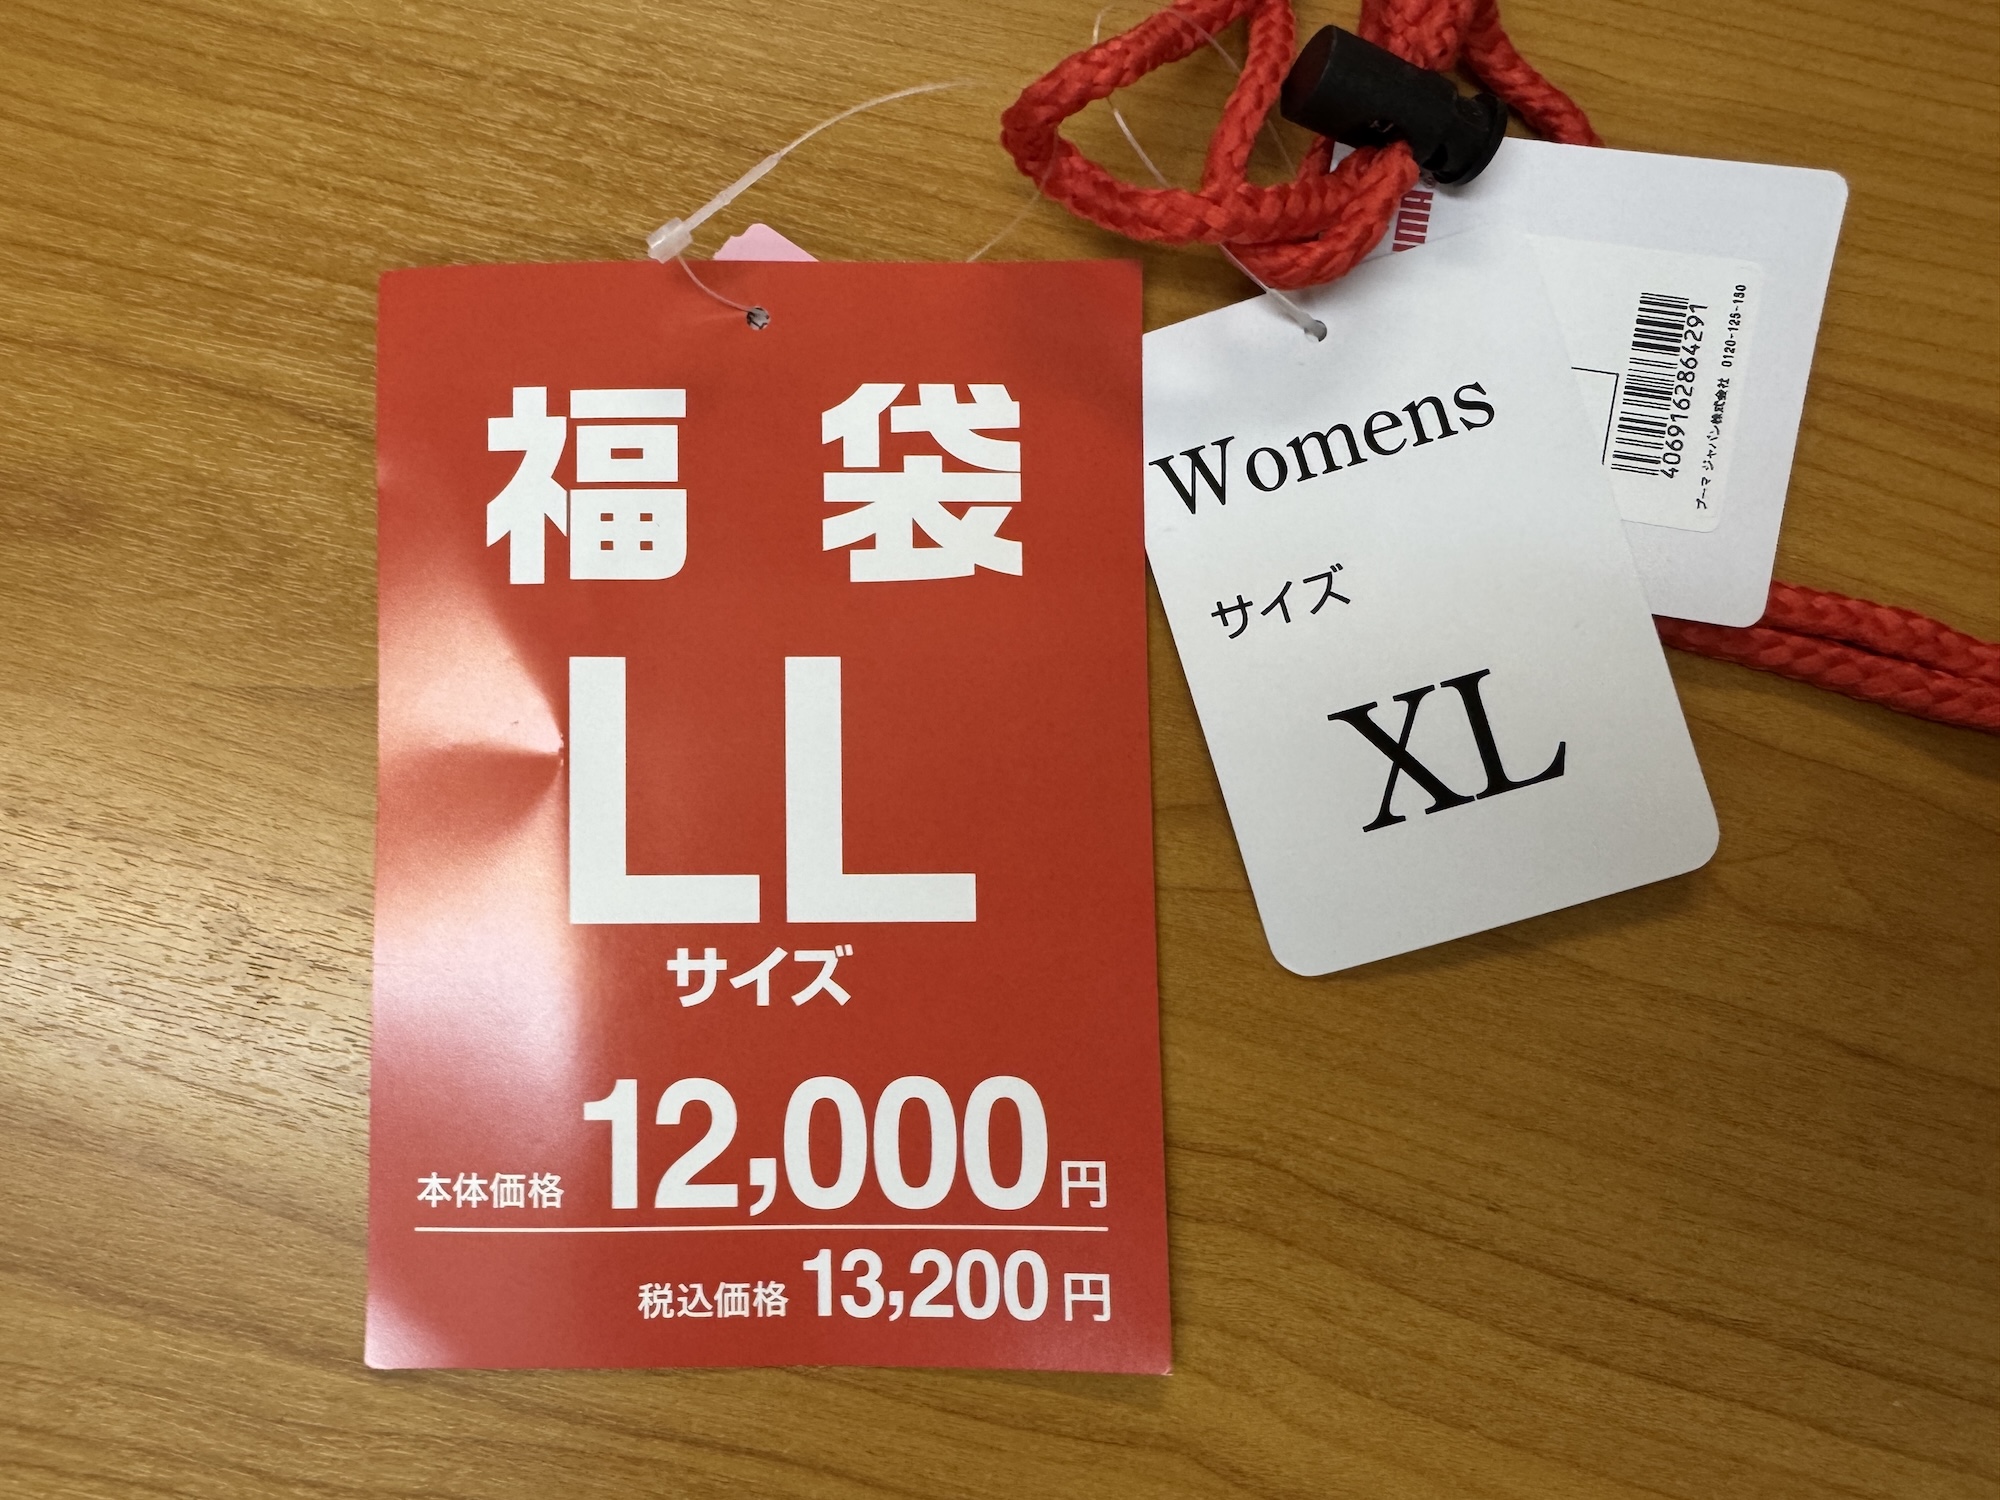 福袋
LL
サイズ
本体価格 12,000円
税込価格 13,200円
Womens
サイズ
XL
4069162864291
プーマ ジャパン株式会社 0120-125-150